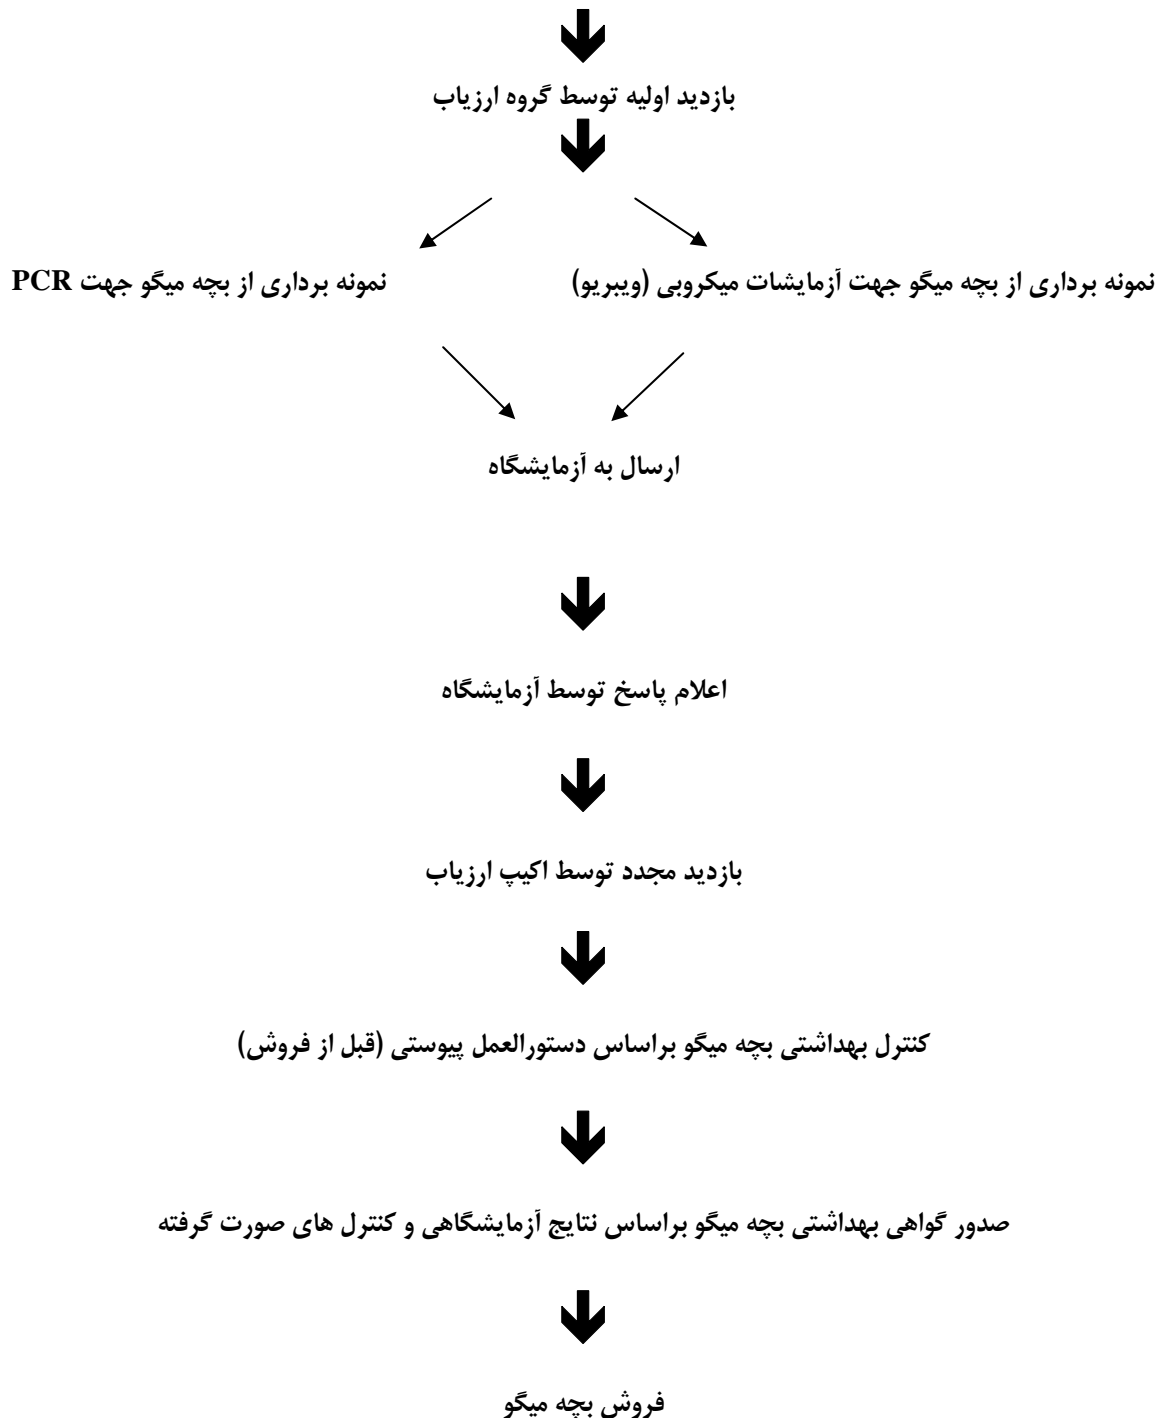 بازدید اولیه توسط گروه ارزیاب
نمونه برداری از بچه میگو جهت آزمایشات میکروبی (ویبریو)
نمونه برداری از بچه میگو جهت PCR
ارسال به آزمایشگاه
اعلام پاسخ توسط آزمایشگاه
بازدید مجدد توسط اکیپ ارزیاب
کنترل بهداشتی بچه میگو براساس دستورالعمل پیوستی (قبل از فروش)
صدور گواهی بهداشتی بچه میگو براساس نتایج آزمایشگاهی و کنترل های صورت گرفته
فروش بچه میگو